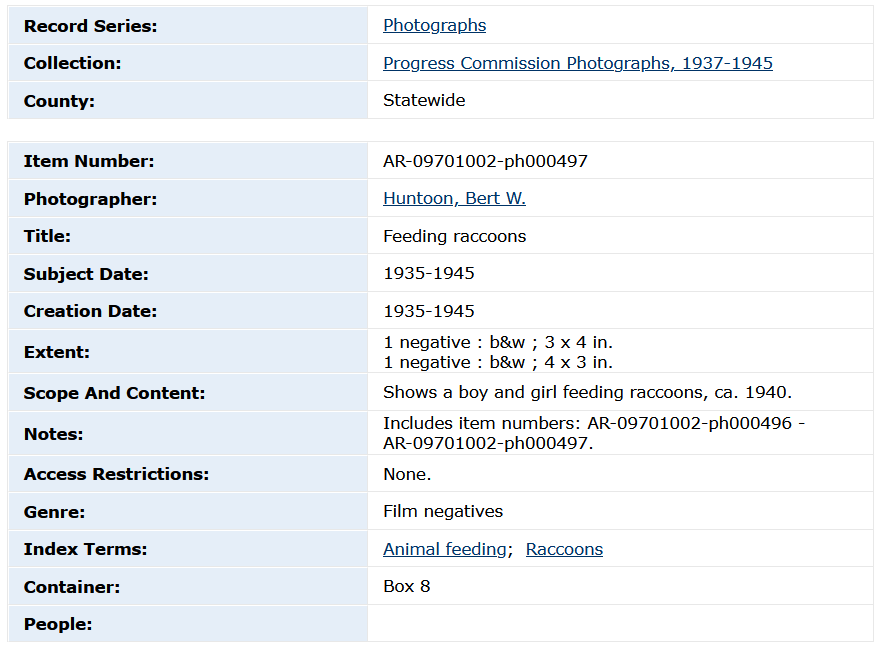 Record Series: Photographs
Collection: Progress Commission Photographs, 1937-1945
County: Statewide
Item Number: AR-09701002-ph000497
Photographer: Huntoon, Bert W.
Title: Feeding raccoons
Subject Date: 1935-1945
Creation Date: 1935-1945
Extent: 1 negative : b&w ; 3 x 4 in.
1 negative : b&w ; 4 x 3 in.
Scope And Content: Shows a boy and girl feeding raccoons, ca. 1940.
Notes: Includes item numbers: AR-09701002-ph000496 -
AR-09701002-ph000497.
Access Restrictions: None.
Genre: Film negatives
Index Terms: Animal feeding; Raccoons
Container: Box 8
People: